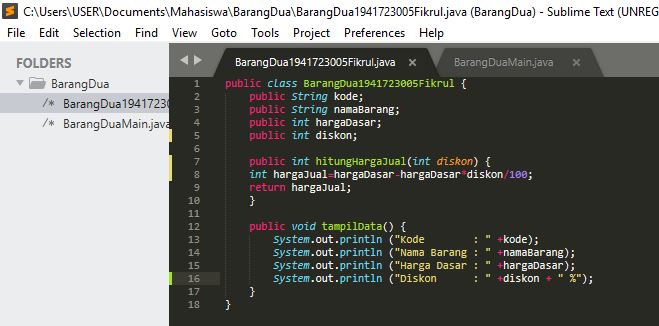 C:\Users\USER\Documents\Mahasiswa\BarangDua\BarangDua1941723005Fikrul.java (BarangDua) - Sublime Text (UNREG
File Edit Selection Find View Goto Tools Project Preferences Help
FOLDERS
BarangDua
/* BarangDua19417230
/* BarangDuaMain.java
BarangDua1941723005Fikrul.java × BarangDuaMain.java ×
1 public class BarangDua1941723005Fikrul {
2 public String kode;
3 public String namaBarang;
4 public int hargaDasar;
5 public int diskon;
6
7 public int hitungHargaJual(int diskon) {
8 int hargaJual=hargaDasar-hargaDasar*diskon/100;
9 return hargaJual;
10 }
11
12 public void tampilData() {
13 System.out.println ("Kode : " +kode);
14 System.out.println ("Nama Barang : " +namaBarang);
15 System.out.println ("Harga Dasar : " +hargaDasar);
16 System.out.println ("Diskon : " +diskon + " %");
17 }
18 }